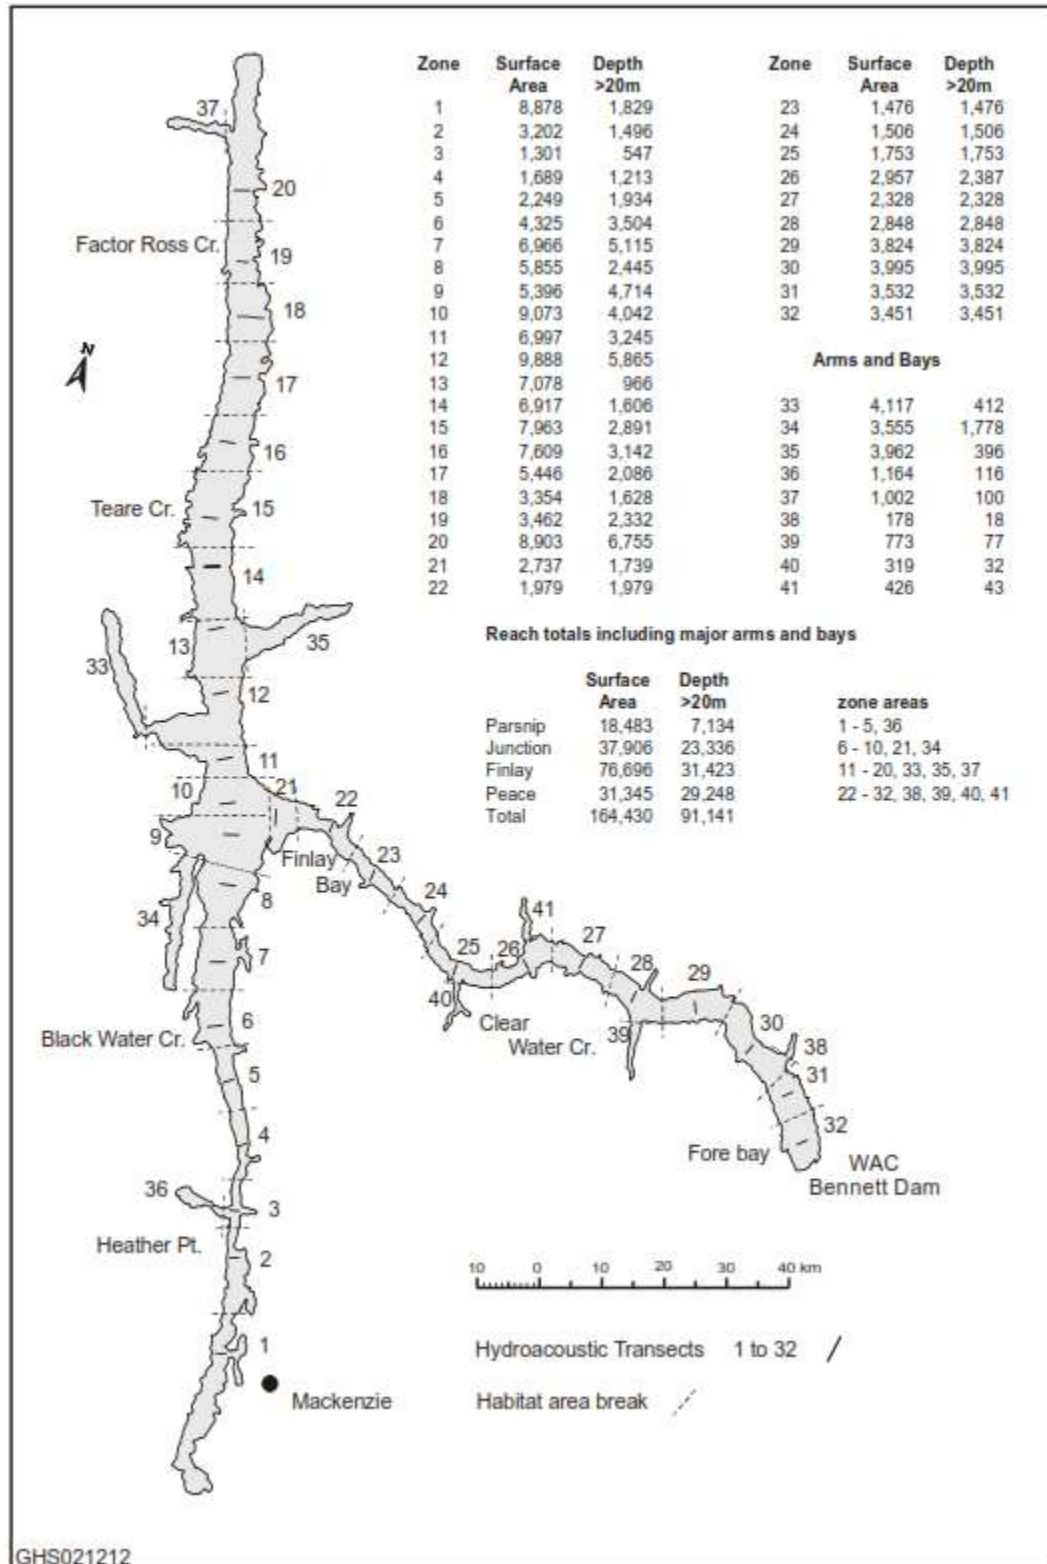 Zone Surface Area Depth >20m
1 8,878 1,829
2 3,202 1,496
3 1,301 547
4 1,689 1,213
5 2,249 1,934
6 4,325 3,504
7 6,966 5,115
8 5,855 2,445
9 5,396 4,714
10 9,073 4,042
11 6,997 3,245
12 9,888 5,865
13 7,078 966
14 6,917 1,606
15 7,963 2,891
16 7,609 3,142
17 5,446 2,086
18 3,354 1,628
19 3,462 2,332
20 8,903 6,755
21 2,737 1,739
22 1,979 1,979
Zone Surface Area Depth >20m
23 1,476 1,476
24 1,506 1,506
25 1,753 1,753
26 2,957 2,387
27 2,328 2,328
28 2,848 2,848
29 3,824 3,824
30 3,995 3,995
31 3,532 3,532
32 3,451 3,451
Arms and Bays
33 4,117 412
34 3,555 1,778
35 3,962 396
36 1,164 116
37 1,002 100
38 178 18
39 773 77
40 319 32
41 426 43
Reach totals including major arms and bays
Surface Area Depth >20m zone areas
Parsnip 18,483 7,134 1 - 5, 36
Junction 37,906 23,336 6 - 10, 21, 34
Finlay 76,696 31,423 11 - 20, 33, 35, 37
Peace 31,345 29,248 22 - 32, 38, 39, 40, 41
Total 164,430 91,141
37
20
Factor Ross Cr.
19
18
N
17
16
Teare Cr.
15
14
13
35
33
12
11
10
21
22
9
Finlay
Bay
23
8
24
34
41
7
25
26
27
28
29
40
Clear
Water Cr.
39
30
6
Black Water Cr.
38
5
31
32
4
Fore bay
WAC
Bennett Dam
36
3
Heather Pt.
2
10 0 10 20 30 40 km
1
Hydroacoustic Transects 1 to 32
Mackenzie
Habitat area break
GHS021212